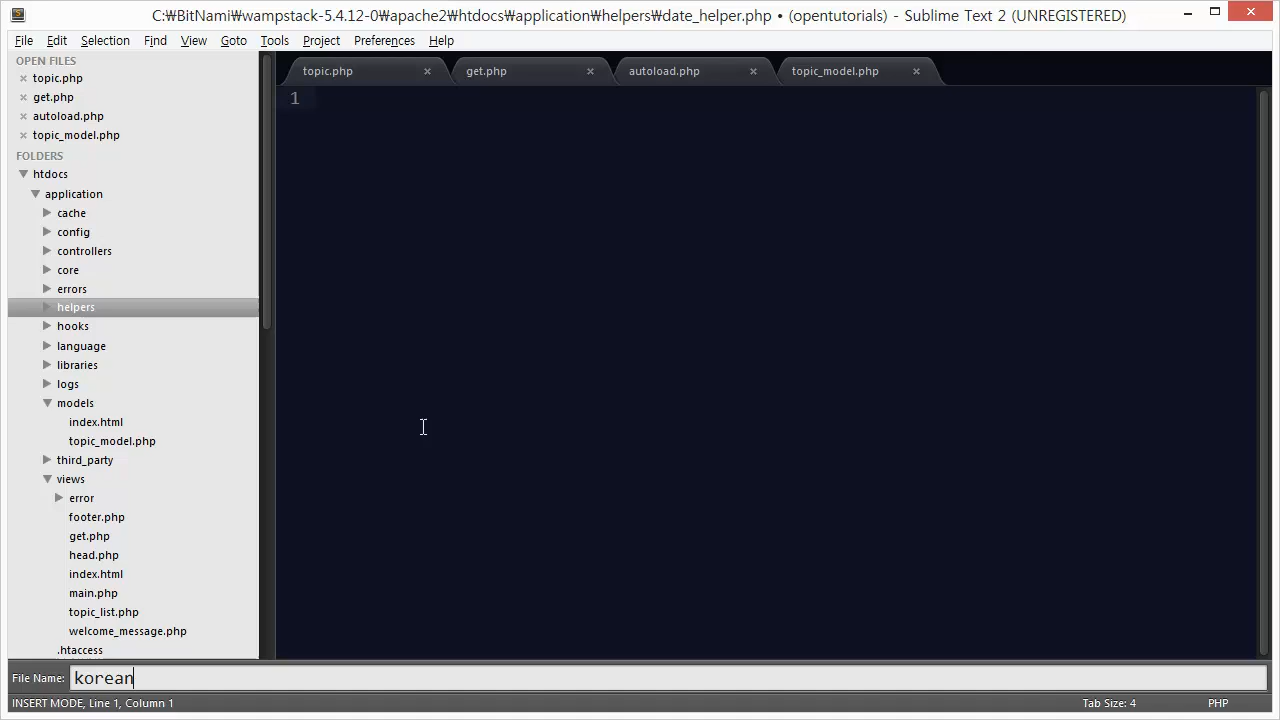 C:₩BitNami₩wampstack-5.4.12-0₩apache2₩htdocs₩application₩helpers₩date_helper.php • (opentutorials) - Sublime Text 2 (UNREGISTERED)
File Edit Selection Find View Goto Tools Project Preferences Help
OPEN FILES
topic.php
get.php
autoload.php
topic_model.php
FOLDERS
htdocs
application
cache
config
controllers
core
errors
helpers
hooks
language
libraries
logs
models
index.html
topic_model.php
third_party
views
error
footer.php
get.php
head.php
index.html
main.php
topic_list.php
welcome_message.php
.htaccess
topic.php get.php autoload.php topic_model.php
1
File Name: korean
INSERT MODE, Line 1, Column 1 Tab Size: 4 PHP